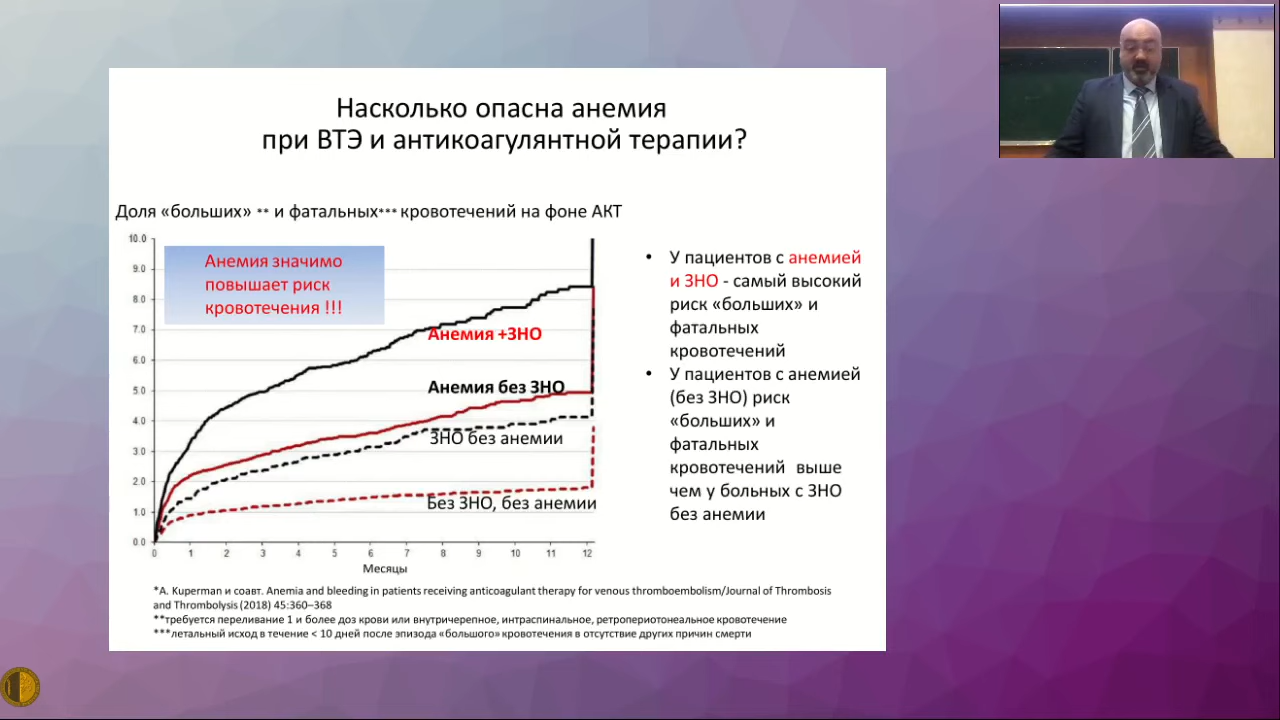 Насколько опасна анемия
при ВТЭ и антикоагулянтной терапии?
Доля «больших» ** и фатальных*** кровотечений на фоне АКТ
10.0
9.0
8.0
7.0
6.0
5.0
4.0
3.0
2.0
1.0
0.0
Анемия значимо
повышает риск
кровотечения !!!
Анемия +ЗНО
Анемия без ЗНО
ЗНО без анемии
Без ЗНО, без анемии
0 1 2 3 4 5 6 7 8 9 10 11 12
Месяцы
• У пациентов с анемией
и ЗНО - самый высокий
риск «больших» и
фатальных
кровотечений
• У пациентов с анемией
(без ЗНО) риск
«больших» и
фатальных
кровотечений выше
чем у больных с ЗНО
без анемии
*A. Kuperman и соавт. Anemia and bleeding in patients receiving anticoagulant therapy for venous thromboembolism/Journal of Thrombosis
and Thrombolysis (2018) 45:360–368
**требуется переливание 1 и более доз крови или внутричерепное, интраспинальное, ретропериотонеальное кровотечение
***летальный исход в течение < 10 дней после эпизода «большого» кровотечения в отсутствие других причин смерти